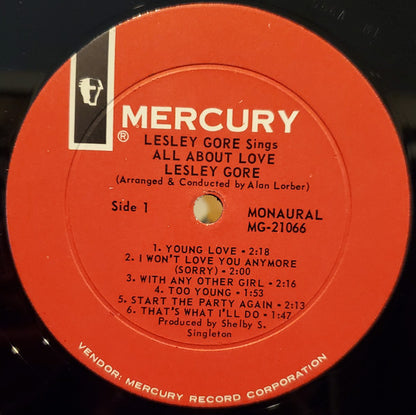 MERCURY
®
LESLEY GORE Sings
ALL ABOUT LOVE
LESLEY GORE
(Arranged & Conducted by Alan Lorber)
Side 1
MONAURAL
MG-21066
1. YOUNG LOVE - 2:18
2. I WON'T LOVE YOU ANYMORE
(SORRY) - 2:00
3. WITH ANY OTHER GIRL - 2:16
4. TOO YOUNG - 1:53
5. START THE PARTY AGAIN - 2:13
6. THAT'S WHAT I'LL DO - 1:47
Produced by Shelby S.
Singleton
VENDOR: MERCURY RECORD CORPORATION